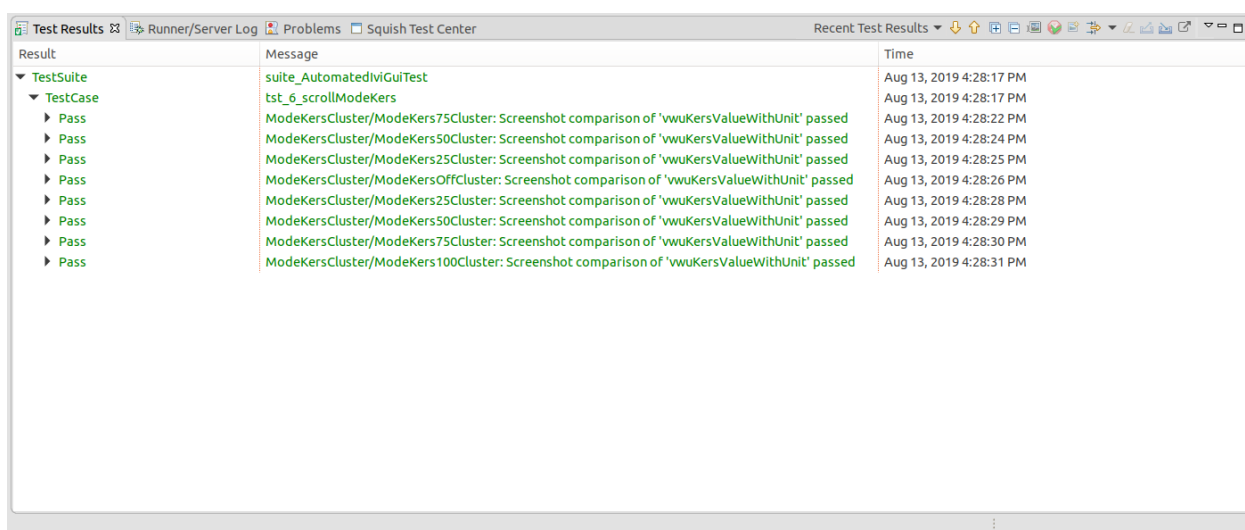 Test Results Runner/Server Log Problems Squish Test Center Recent Test Results
Result Message Time
TestSuite suite_AutomatedIviGuiTest Aug 13, 2019 4:28:17 PM
TestCase tst_6_scrollModeKers Aug 13, 2019 4:28:17 PM
Pass ModeKersCluster/ModeKers75Cluster: Screenshot comparison of 'vwuKersValueWithUnit' passed Aug 13, 2019 4:28:22 PM
Pass ModeKersCluster/ModeKers50Cluster: Screenshot comparison of 'vwuKersValueWithUnit' passed Aug 13, 2019 4:28:24 PM
Pass ModeKersCluster/ModeKers25Cluster: Screenshot comparison of 'vwuKersValueWithUnit' passed Aug 13, 2019 4:28:25 PM
Pass ModeKersCluster/ModeKersOffCluster: Screenshot comparison of 'vwuKersValueWithUnit' passed Aug 13, 2019 4:28:26 PM
Pass ModeKersCluster/ModeKers25Cluster: Screenshot comparison of 'vwuKersValueWithUnit' passed Aug 13, 2019 4:28:28 PM
Pass ModeKersCluster/ModeKers50Cluster: Screenshot comparison of 'vwuKersValueWithUnit' passed Aug 13, 2019 4:28:29 PM
Pass ModeKersCluster/ModeKers75Cluster: Screenshot comparison of 'vwuKersValueWithUnit' passed Aug 13, 2019 4:28:30 PM
Pass ModeKersCluster/ModeKers100Cluster: Screenshot comparison of 'vwuKersValueWithUnit' passed Aug 13, 2019 4:28:31 PM